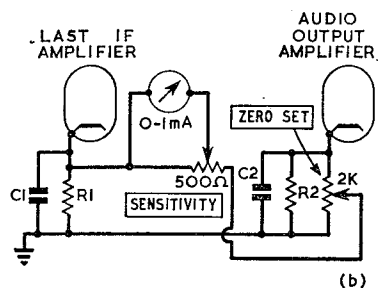 LAST IF
AMPLIFIER
AUDIO
OUTPUT
AMPLIFIER
0-1mA
ZERO SET
C1
R1
500Ω
SENSITIVITY
C2
R2
2K
(b)